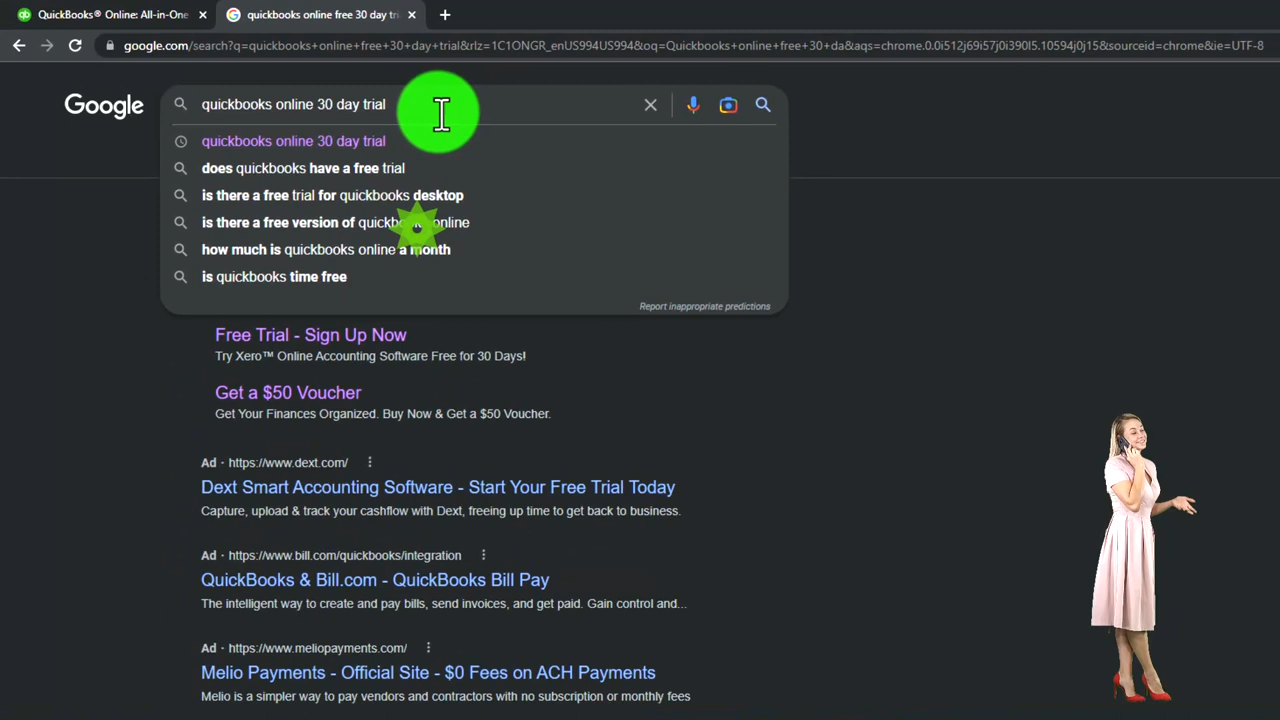 QuickBooks® Online: All-in-One
quickbooks online free 30 day tri
google.com/search?q=quickbooks+online+free+30+day+trial&rlz=1C1ONGR_enUS994US994&oq=Quickbooks+online+free+30+da&aqs=chrome.0.0i512j69i57j0i390l5.10594j0j15&sourceid=chrome&ie=UTF-8
Google
quickbooks online 30 day trial
quickbooks online 30 day trial
does quickbooks have a free trial
is there a free trial for quickbooks desktop
is there a free version of quickbooks online
how much is quickbooks online a month
is quickbooks time free
Report inappropriate predictions
Free Trial - Sign Up Now
Try Xero™ Online Accounting Software Free for 30 Days!
Get a $50 Voucher
Get Your Finances Organized. Buy Now & Get a $50 Voucher.
Ad · https://www.dext.com/
Dext Smart Accounting Software - Start Your Free Trial Today
Capture, upload & track your cashflow with Dext, freeing up time to get back to business.
Ad · https://www.bill.com/quickbooks/integration
QuickBooks & Bill.com - QuickBooks Bill Pay
The intelligent way to create and pay bills, send invoices, and get paid. Gain control and...
Ad · https://www.meliopayments.com/
Melio Payments - Official Site - $0 Fees on ACH Payments
Melio is a simpler way to pay vendors and contractors with no subscription or monthly fees